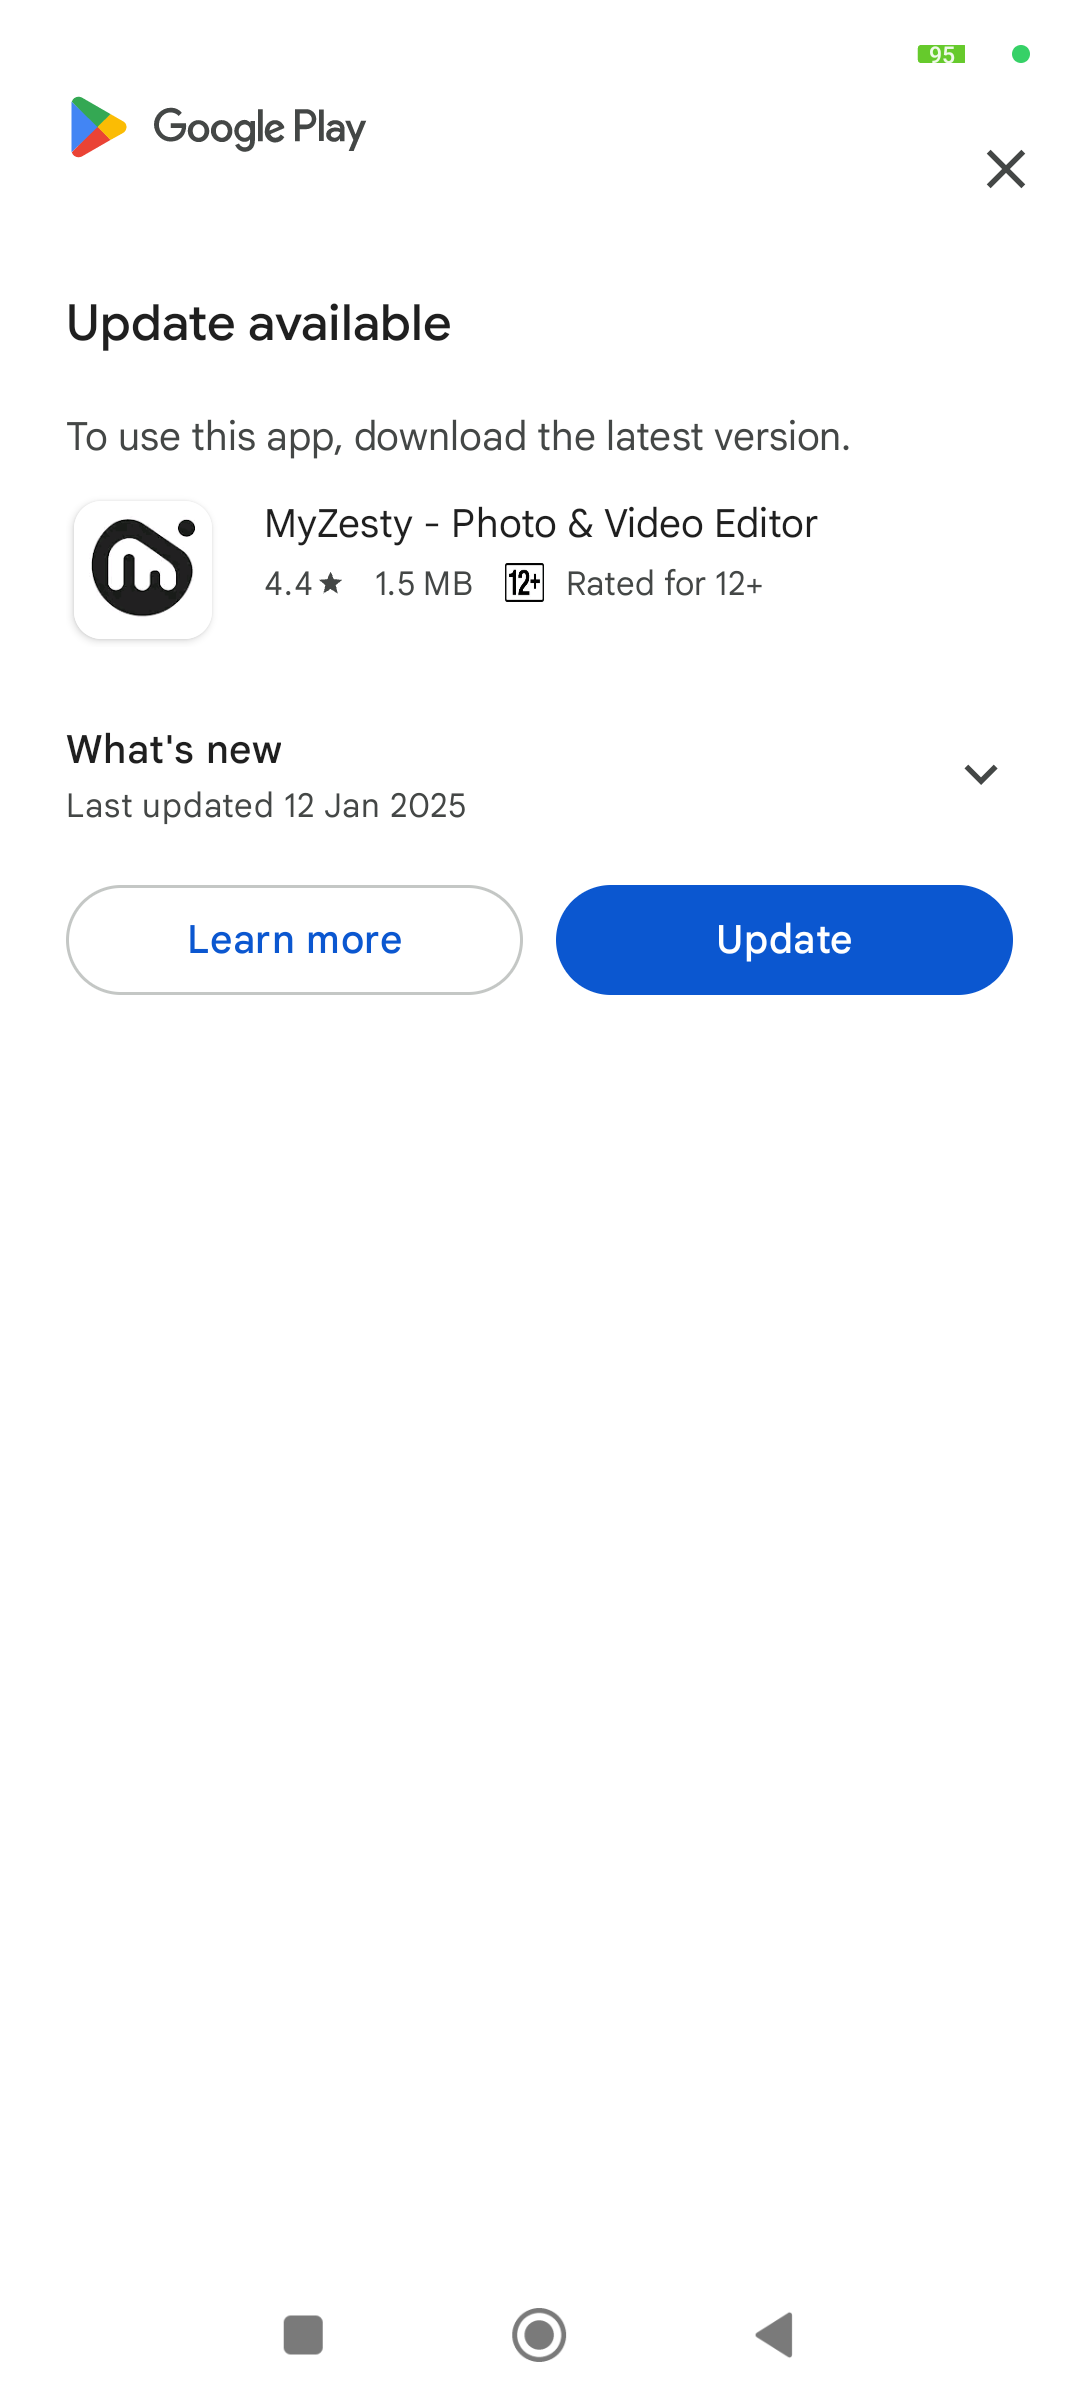 95
Google Play
Update available
To use this app, download the latest version.
MyZesty - Photo & Video Editor
4.4★ 1.5 MB 12+ Rated for 12+
What's new
Last updated 12 Jan 2025
Learn more
Update